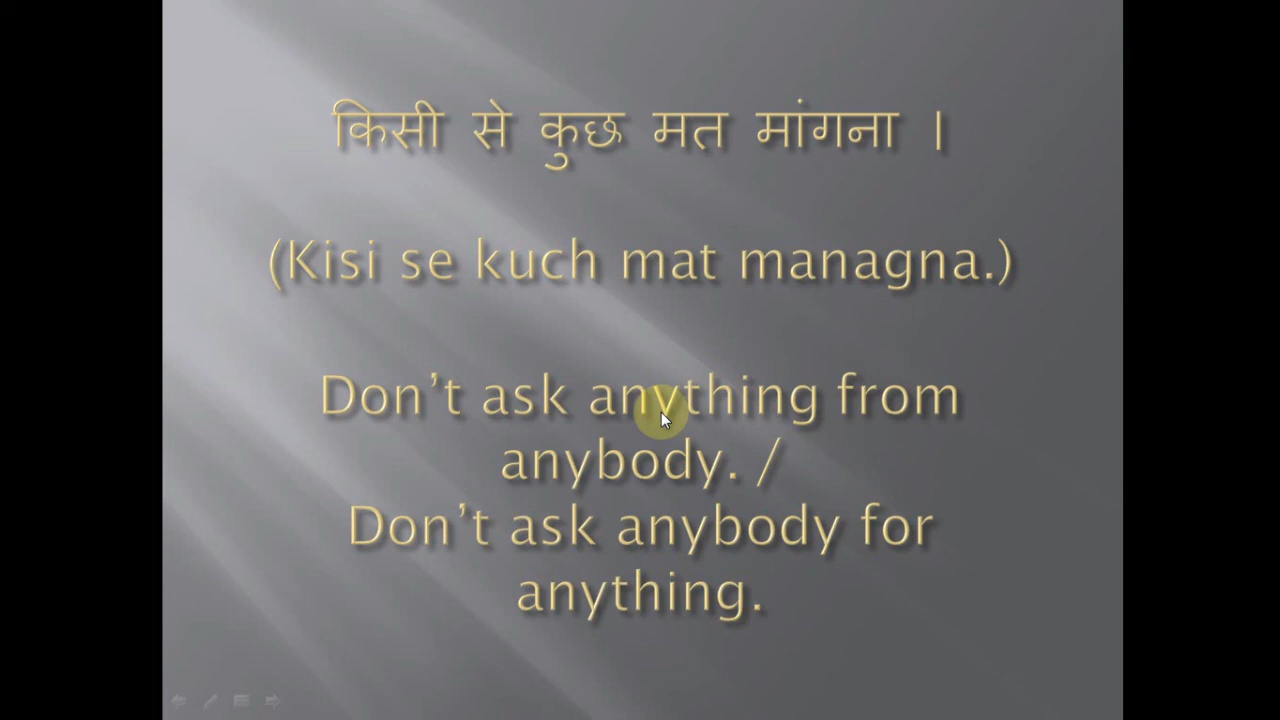 किसी से कुछ मत मांगना ।
(Kisi se kuch mat managna.)
Don’t ask anything from
anybody. /
Don’t ask anybody for
anything.